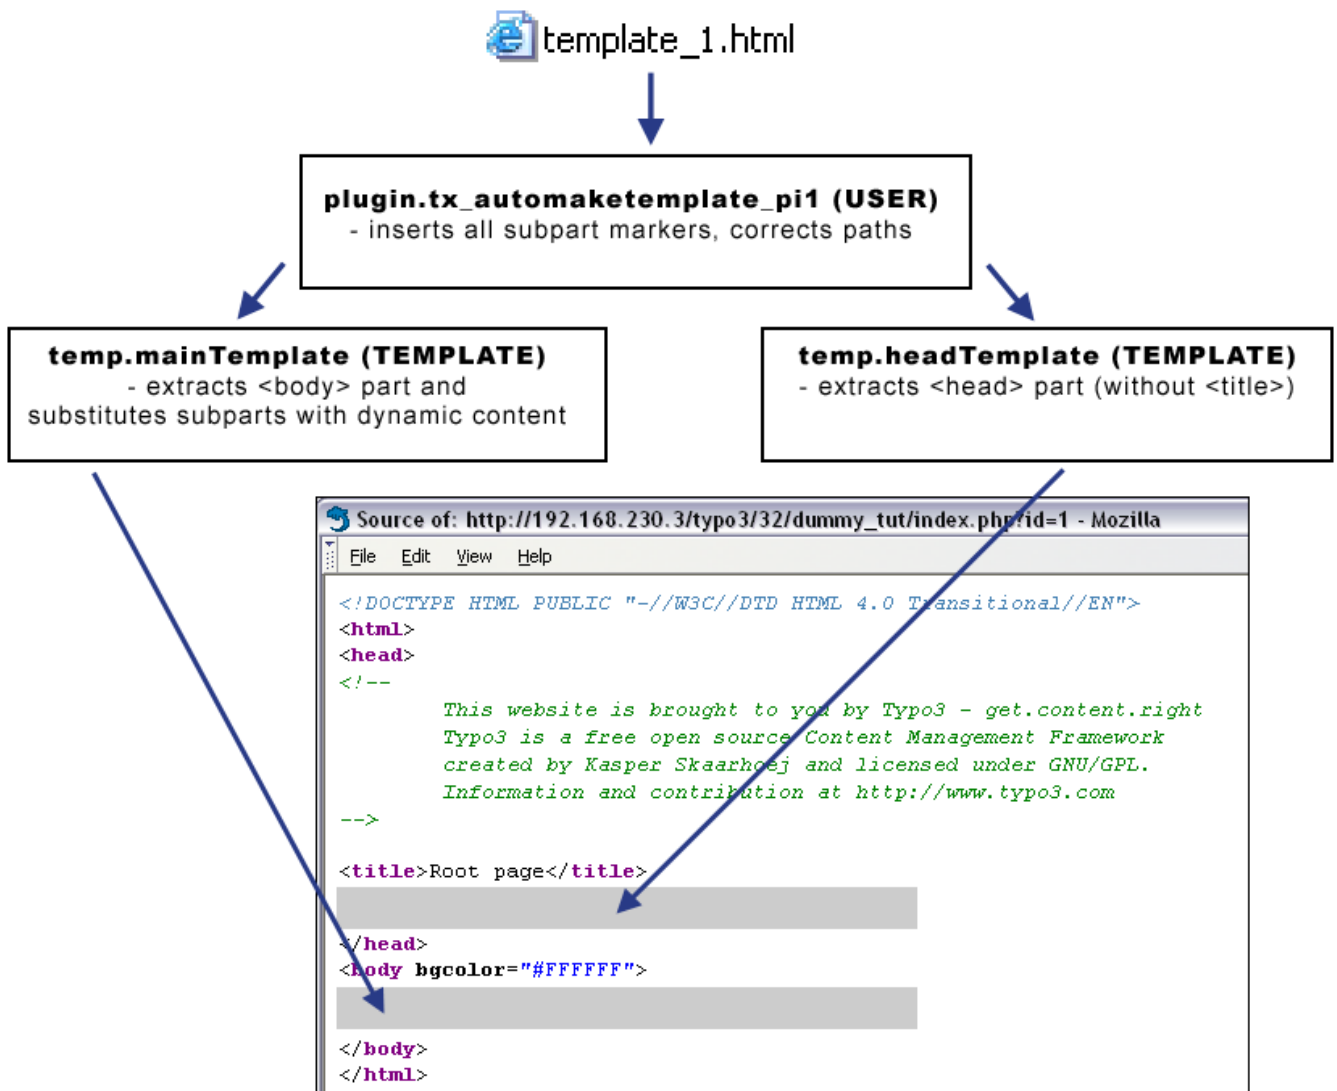 template_1.html
plugin.tx_automaketemplate_pi1 (USER)
- inserts all subpart markers, corrects paths
temp.mainTemplate (TEMPLATE)
- extracts <body> part and
substitutes subparts with dynamic content
temp.headTemplate (TEMPLATE)
- extracts <head> part (without <title>)
Source of: http://192.168.230.3/typo3/32/dummy_tut/index.php?id=1 - Mozilla
File Edit View Help
<!DOCTYPE HTML PUBLIC "-//W3C//DTD HTML 4.0 Transitional//EN">
<html>
<head>
<!--
This website is brought to you by Typo3 - get.content.right
Typo3 is a free open source Content Management Framework
created by Kasper Skaarhoej and licensed under GNU/GPL.
Information and contribution at http://www.typo3.com
-->
<title>Root page</title>
</head>
<body bgcolor="#FFFFFF">
</body>
</html>